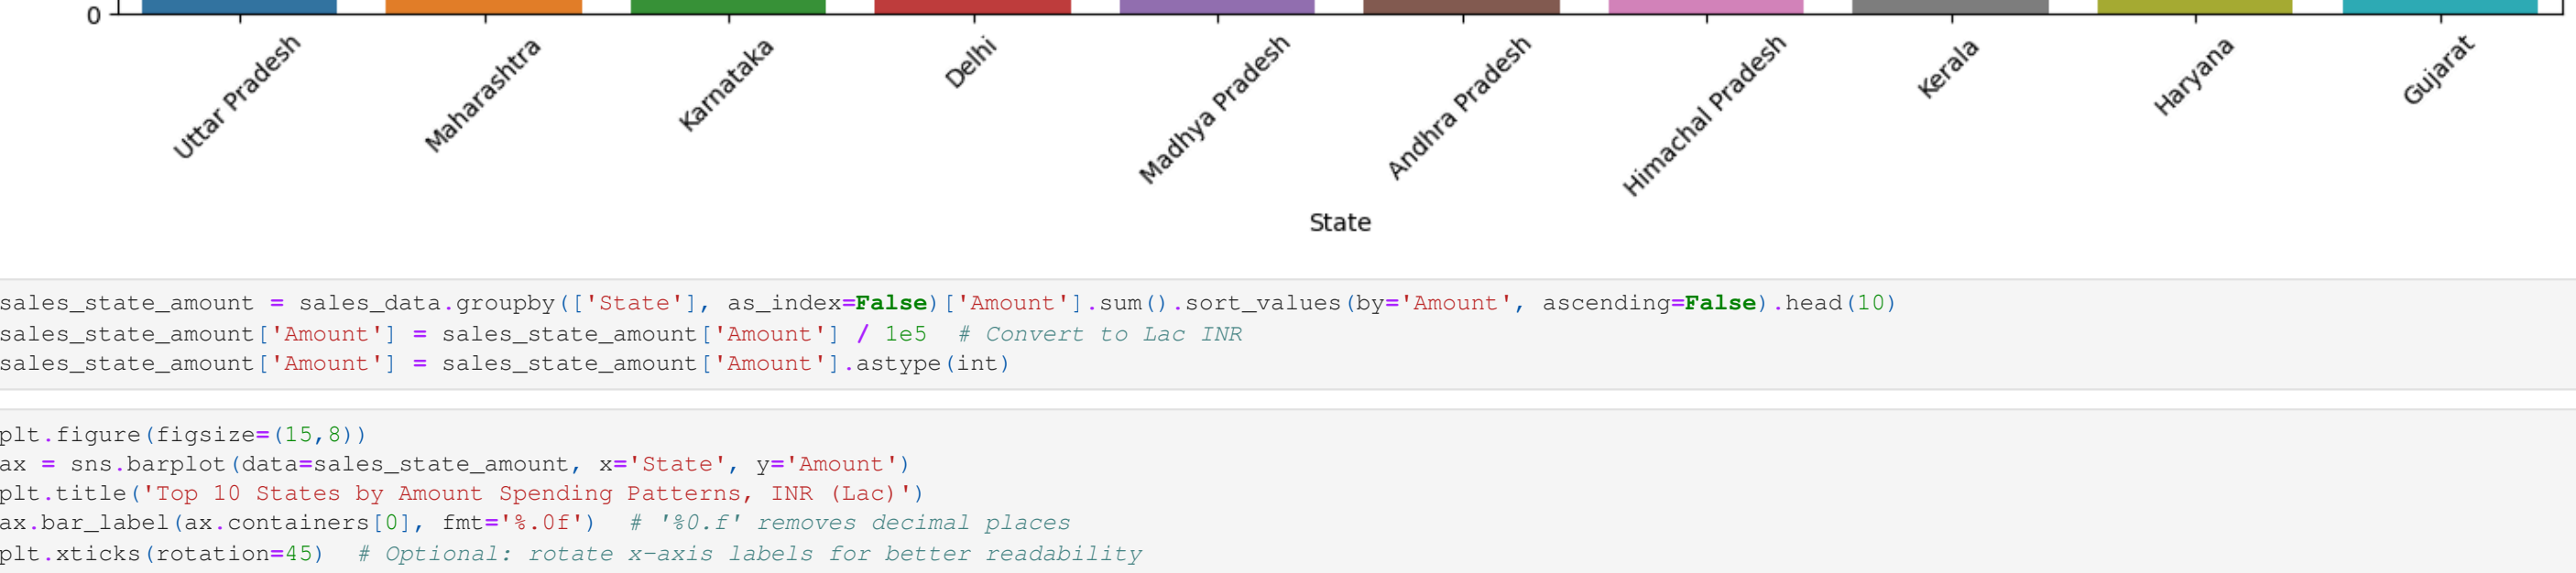 0
Uttar Pradesh
Maharashtra
Karnataka
Delhi
Madhya Pradesh
Andhra Pradesh
Himachal Pradesh
Kerala
Haryana
Gujarat
State
sales_state_amount = sales_data.groupby(['State'], as_index=False)['Amount'].sum().sort_values(by='Amount', ascending=False).head(10)
sales_state_amount['Amount'] = sales_state_amount['Amount'] / 1e5  # Convert to Lac INR
sales_state_amount['Amount'] = sales_state_amount['Amount'].astype(int)
plt.figure(figsize=(15,8))
ax = sns.barplot(data=sales_state_amount, x='State', y='Amount')
plt.title('Top 10 States by Amount Spending Patterns, INR (Lac)')
ax.bar_label(ax.containers[0], fmt='%.0f')  # '%0.f' removes decimal places
plt.xticks(rotation=45)  # Optional: rotate x-axis labels for better readability